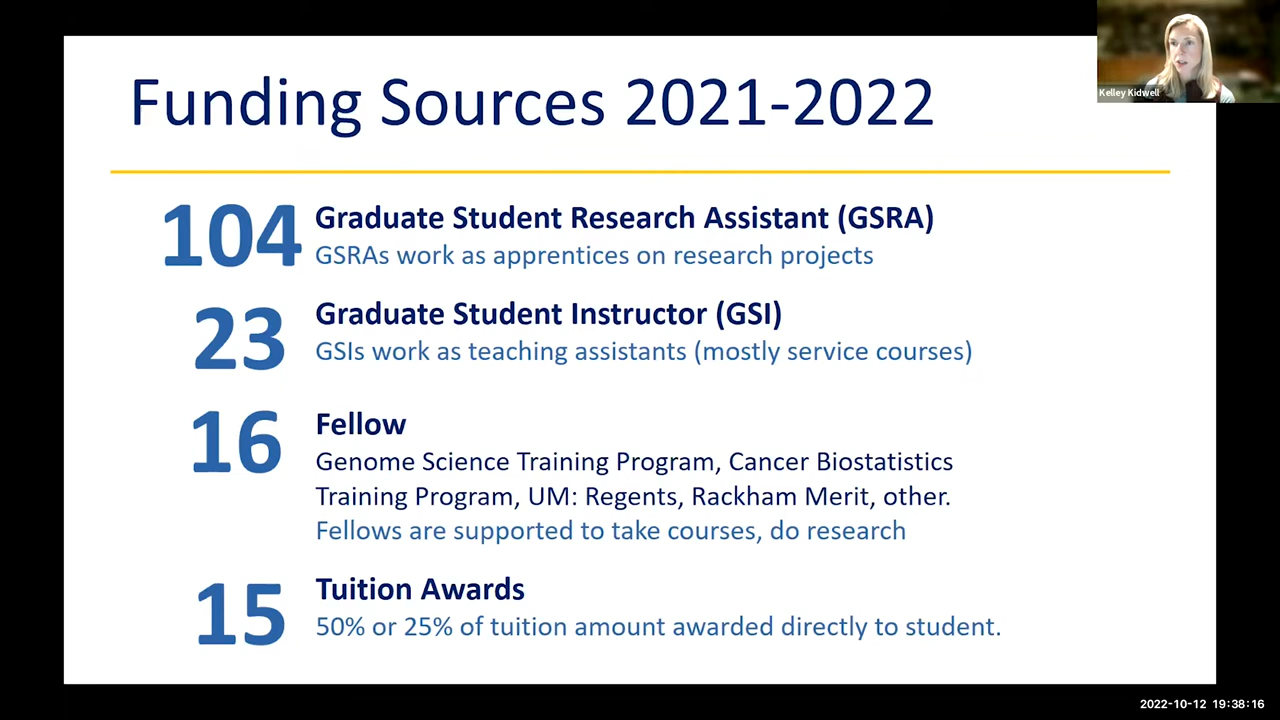 Funding Sources 2021-2022
Kelley Kidwell
104 Graduate Student Research Assistant (GSRA)
GSRAs work as apprentices on research projects
23 Graduate Student Instructor (GSI)
GSIs work as teaching assistants (mostly service courses)
16 Fellow
Genome Science Training Program, Cancer Biostatistics
Training Program, UM: Regents, Rackham Merit, other.
Fellows are supported to take courses, do research
15 Tuition Awards
50% or 25% of tuition amount awarded directly to student.
2022-10-12 19:38:16